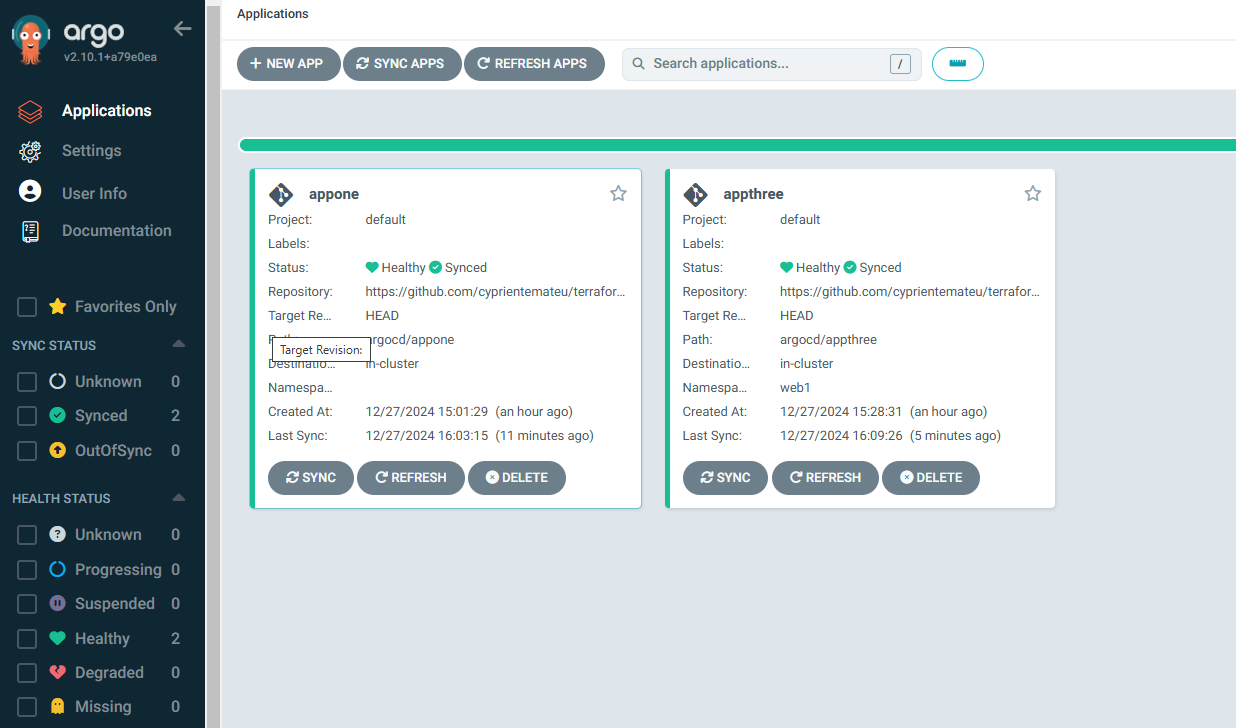 argo
v2.10.1+a79e0ea
Applications
Settings
User Info
Documentation
Favorites Only
SYNC STATUS
Unknown 0
Synced 2
OutOfSync 0
HEALTH STATUS
Unknown 0
Progressing 0
Suspended 0
Healthy 2
Degraded 0
Missing 0
Applications
+ NEW APP SYNC APPS REFRESH APPS Search applications... /
appone
Project: default
Labels:
Status: Healthy Synced
Repository: https://github.com/cyprientemateu/terrafor...
Target Re... HEAD
Target Revision:
argocd/appone
Destinatio... in-cluster
Namespa...
Created At: 12/27/2024 15:01:29 (an hour ago)
Last Sync: 12/27/2024 16:03:15 (11 minutes ago)
SYNC REFRESH DELETE
appthree
Project: default
Labels:
Status: Healthy Synced
Repository: https://github.com/cyprientemateu/terrafor...
Target Re... HEAD
Path: argocd/appthree
Destinatio... in-cluster
Namespa... web1
Created At: 12/27/2024 15:28:31 (an hour ago)
Last Sync: 12/27/2024 16:09:26 (5 minutes ago)
SYNC REFRESH DELETE